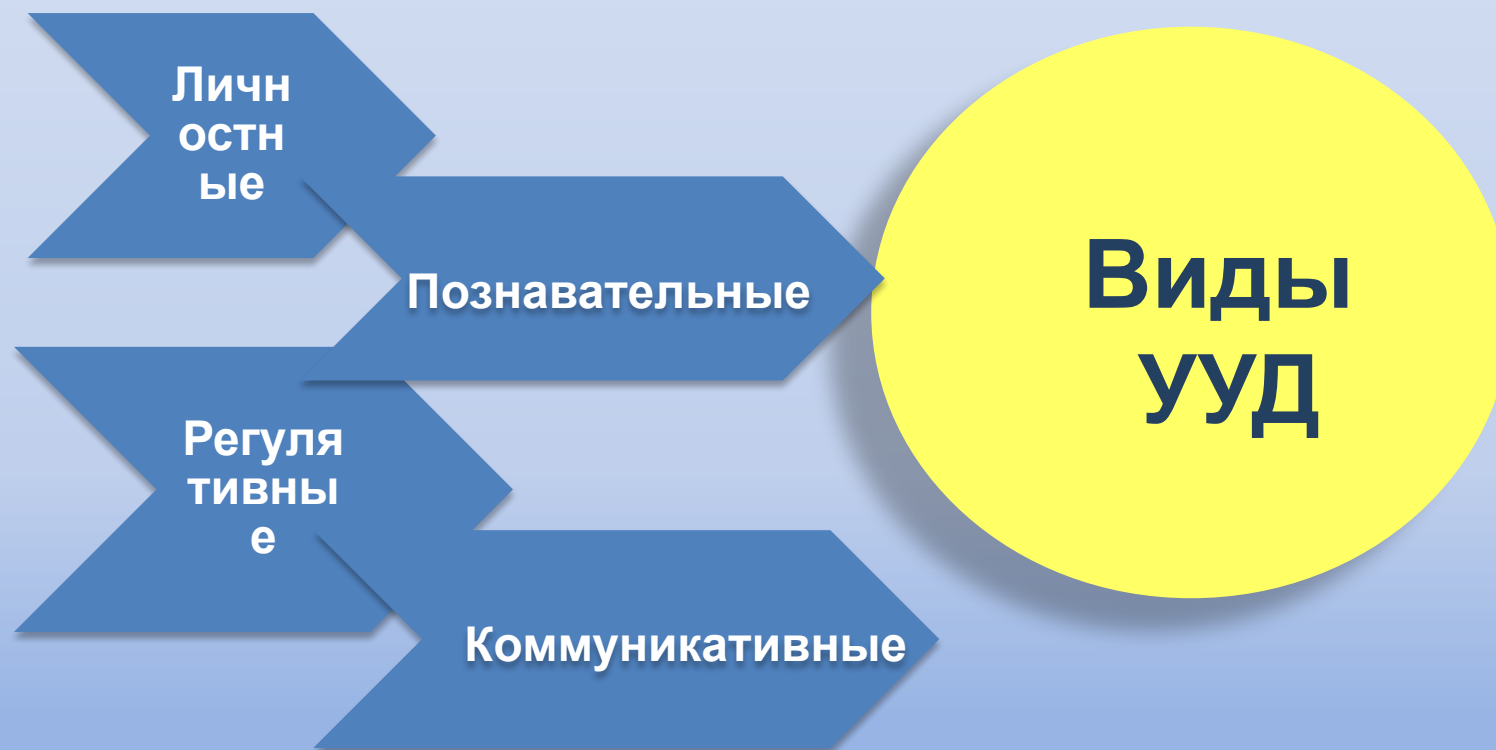 Личн
остн
ые
Познавательные
Регуля
тивны
е
Коммуникативные
Виды
УУД